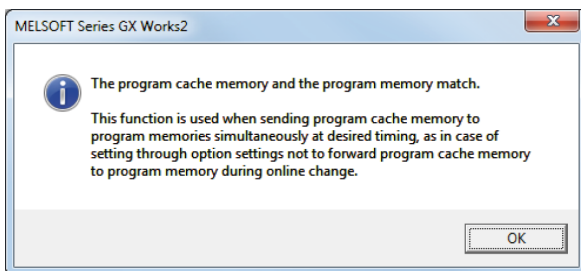 MELSOFT Series GX Works2
The program cache memory and the program memory match.
This function is used when sending program cache memory to
program memories simultaneously at desired timing, as in case of
setting through option settings not to forward program cache memory
to program memory during online change.
OK